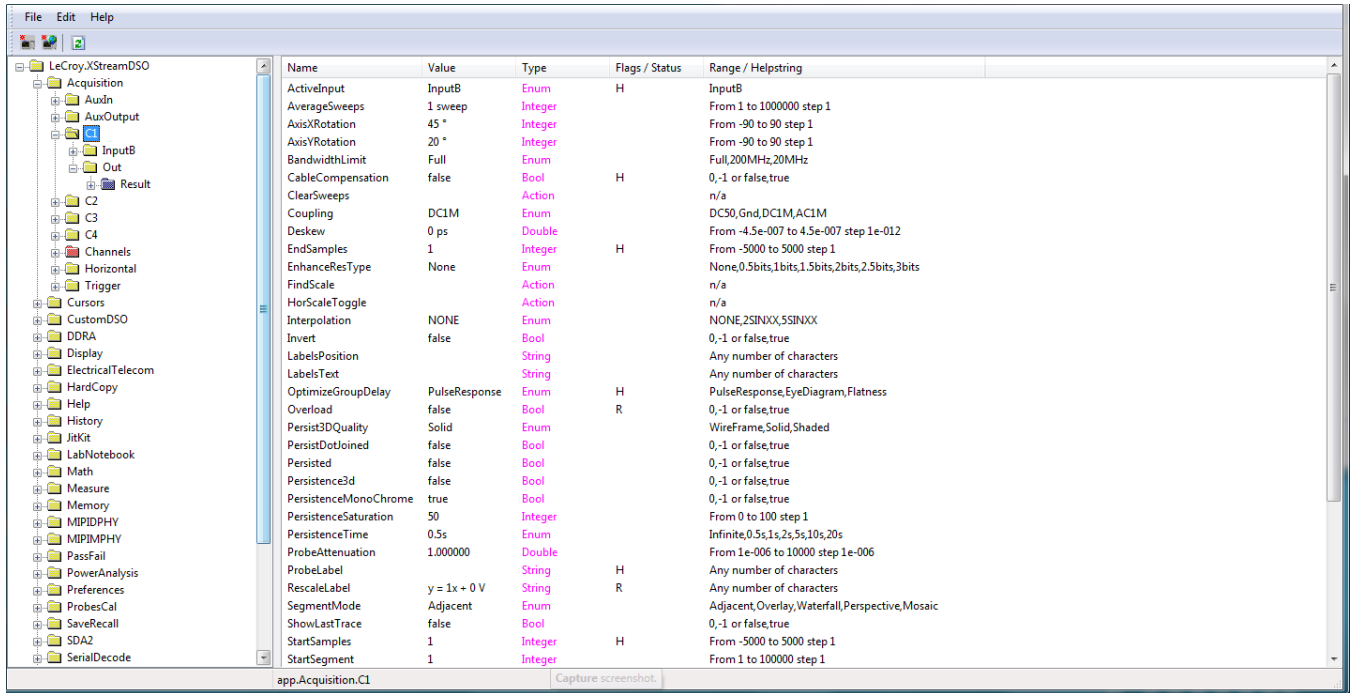 File Edit Help
LeCroy.XStreamDSO
Acquisition
AuxIn
AuxOutput
C1
InputB
Out
Result
C2
C3
C4
Channels
Horizontal
Trigger
Cursors
CustomDSO
DDRA
Display
ElectricalTelecom
HardCopy
Help
History
JitKit
LabNotebook
Math
Measure
Memory
MIPIDPHY
MIPIMPHY
PassFail
PowerAnalysis
Preferences
ProbesCal
SaveRecall
SDA2
SerialDecode
Name Value Type Flags / Status Range / Helpstring
ActiveInput InputB Enum H InputB
AverageSweeps 1 sweep Integer From 1 to 1000000 step 1
AxisXRotation 45 ° Integer From -90 to 90 step 1
AxisYRotation 20 ° Integer From -90 to 90 step 1
BandwidthLimit Full Enum Full,200MHz,20MHz
CableCompensation false Bool H 0,-1 or false,true
ClearSweeps Action n/a
Coupling DC1M Enum DC50,Gnd,DC1M,AC1M
Deskew 0 ps Double From -4.5e-007 to 4.5e-007 step 1e-012
EndSamples 1 Integer H From -5000 to 5000 step 1
EnhanceResType None Enum None,0.5bits,1bits,1.5bits,2bits,2.5bits,3bits
FindScale Action n/a
HorScaleToggle Action n/a
Interpolation NONE Enum NONE,2SINXX,5SINXX
Invert false Bool 0,-1 or false,true
LabelsPosition String Any number of characters
LabelsText String Any number of characters
OptimizeGroupDelay PulseResponse Enum H PulseResponse,EyeDiagram,Flatness
Overload false Bool R 0,-1 or false,true
Persist3DQuality Solid Enum WireFrame,Solid,Shaded
PersistDotJoined false Bool 0,-1 or false,true
Persisted false Bool 0,-1 or false,true
Persistence3d false Bool 0,-1 or false,true
PersistenceMonoChrome true Bool 0,-1 or false,true
PersistenceSaturation 50 Integer From 0 to 100 step 1
PersistenceTime 0.5s Enum Infinite,0.5s,1s,2s,5s,10s,20s
ProbeAttenuation 1.000000 Double From 1e-006 to 10000 step 1e-006
ProbeLabel String H Any number of characters
RescaleLabel y = 1x + 0 V String R Any number of characters
SegmentMode Adjacent Enum Adjacent,Overlay,Waterfall,Perspective,Mosaic
ShowLastTrace false Bool 0,-1 or false,true
StartSamples 1 Integer H From -5000 to 5000 step 1
StartSegment 1 Integer From 1 to 100000 step 1
app.Acquisition.C1
Capture screenshot.